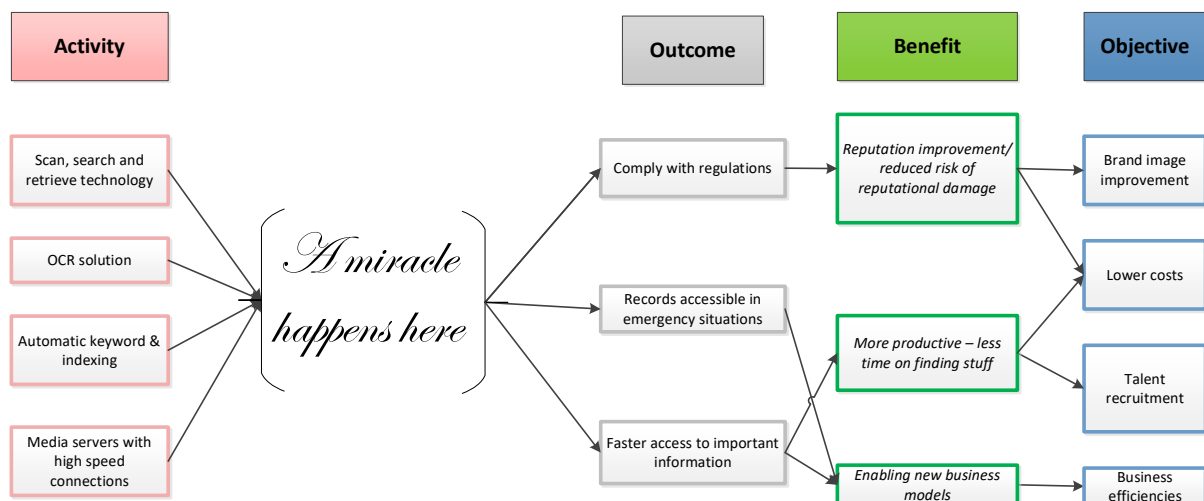 Activity
Outcome
Benefit
Objective
Scan, search and
retrieve technology
OCR solution
Automatic keyword &
indexing
Media servers with
high speed
connections
A miracle
happens here
Comply with regulations
Records accessible in
emergency situations
Faster access to important
information
Reputation improvement/
reduced risk of
reputational damage
More productive – less
time on finding stuff
Enabling new business
models
Brand image
improvement
Lower costs
Talent
recruitment
Business
efficiencies